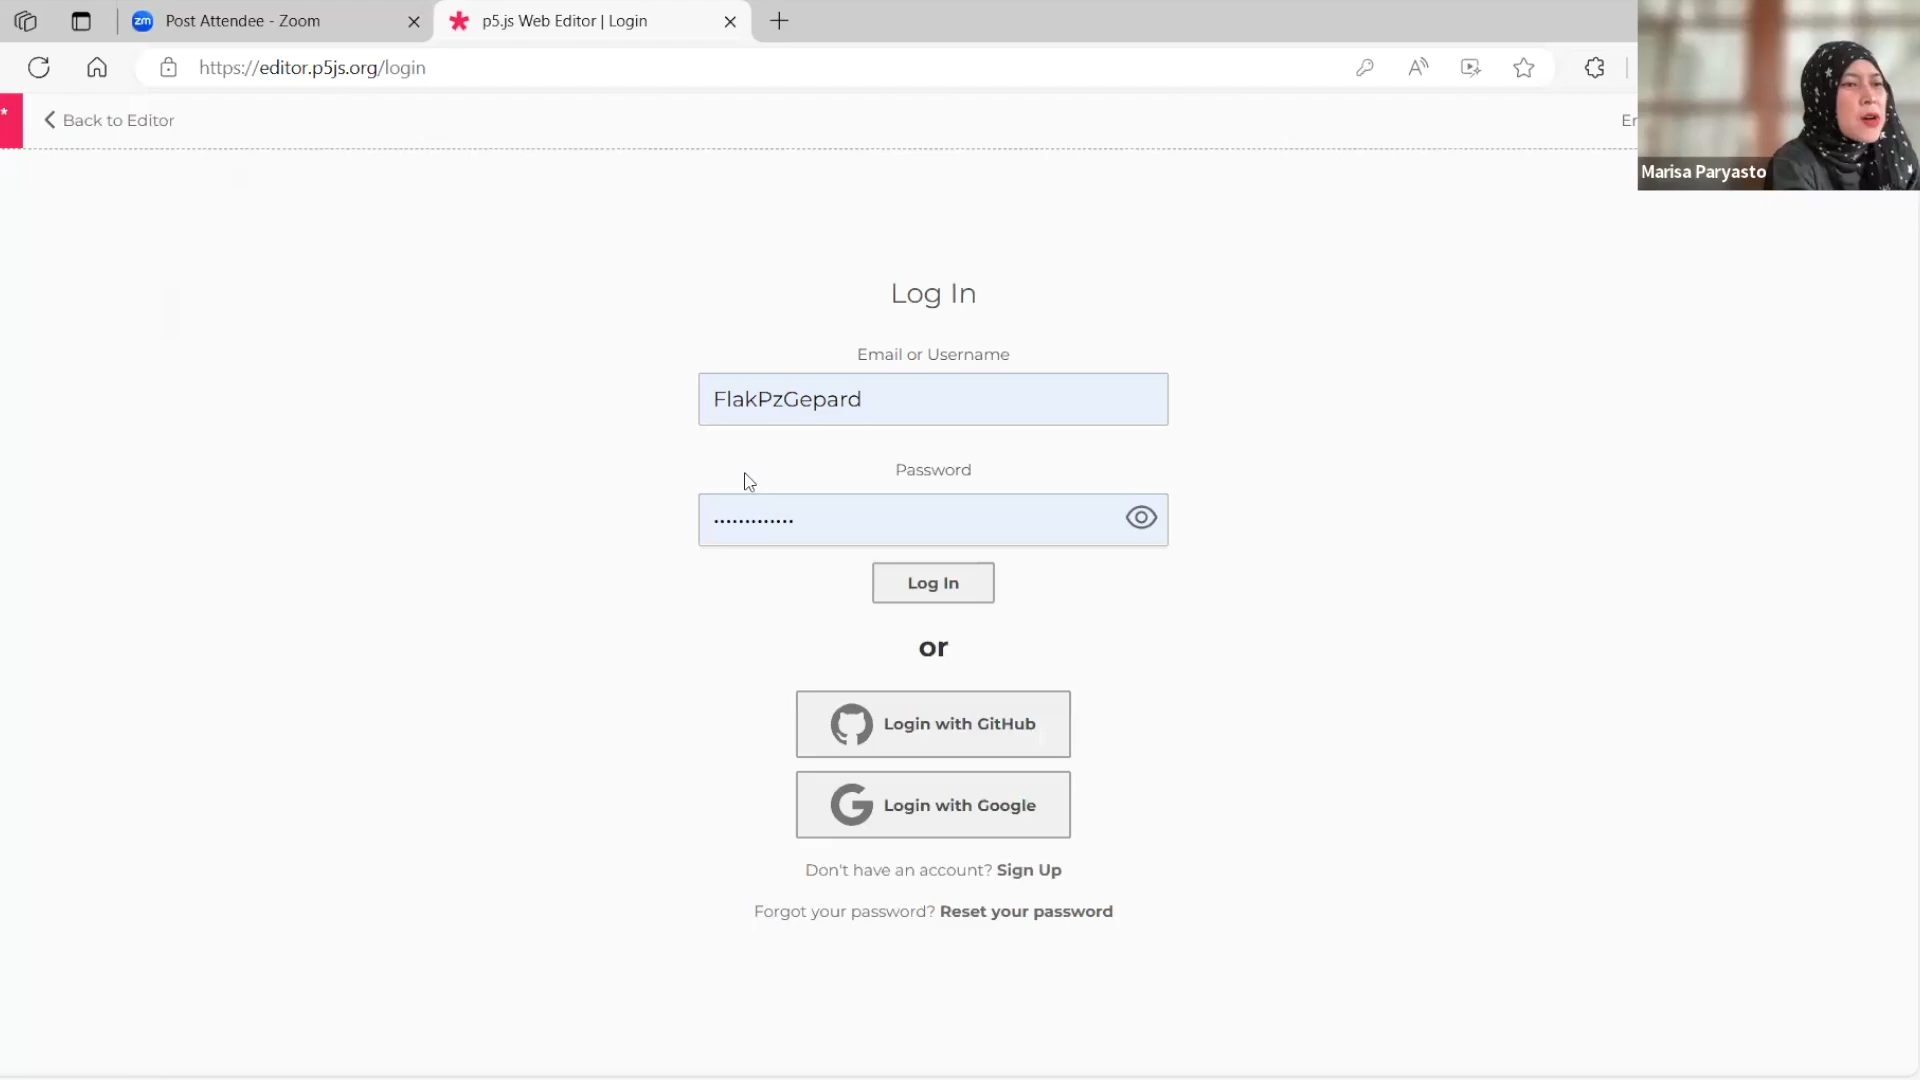 zm Post Attendee - Zoom
p5.js Web Editor | Login
https://editor.p5js.org/login
*
Back to Editor
Marisa Paryasto
Log In
Email or Username
FlakPzGepard
Password
Log In
or
Login with GitHub
Login with Google
Don't have an account? Sign Up
Forgot your password? Reset your password